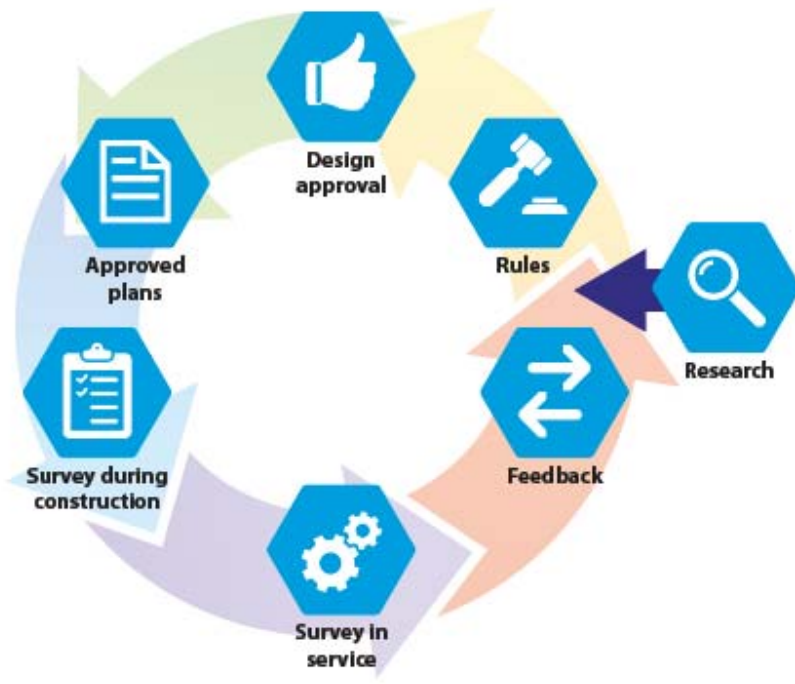 Design
approval
Approved
plans
Rules
Research
Survey during
construction
Feedback
Survey in
service